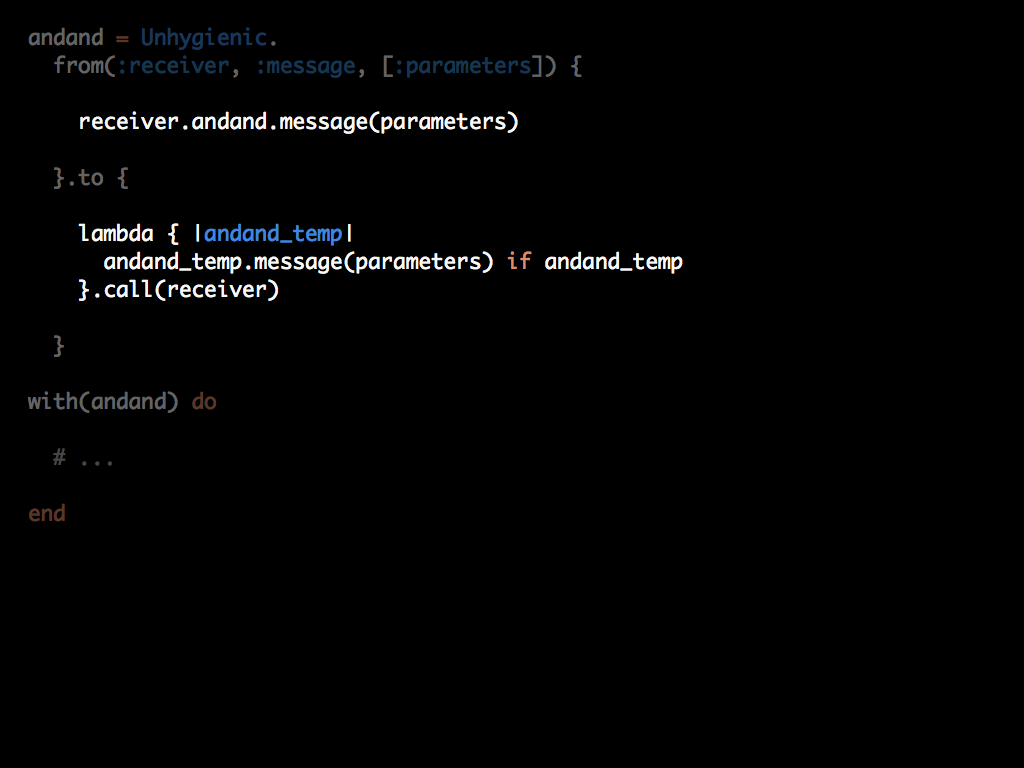 andand = Unhygienic.
  from(:receiver, :message, [:parameters]) {
    receiver.andand.message(parameters)
  }.to {
    lambda { |andand_temp|
      andand_temp.message(parameters) if andand_temp
    }.call(receiver)
  }
with(andand) do
  # ...
end